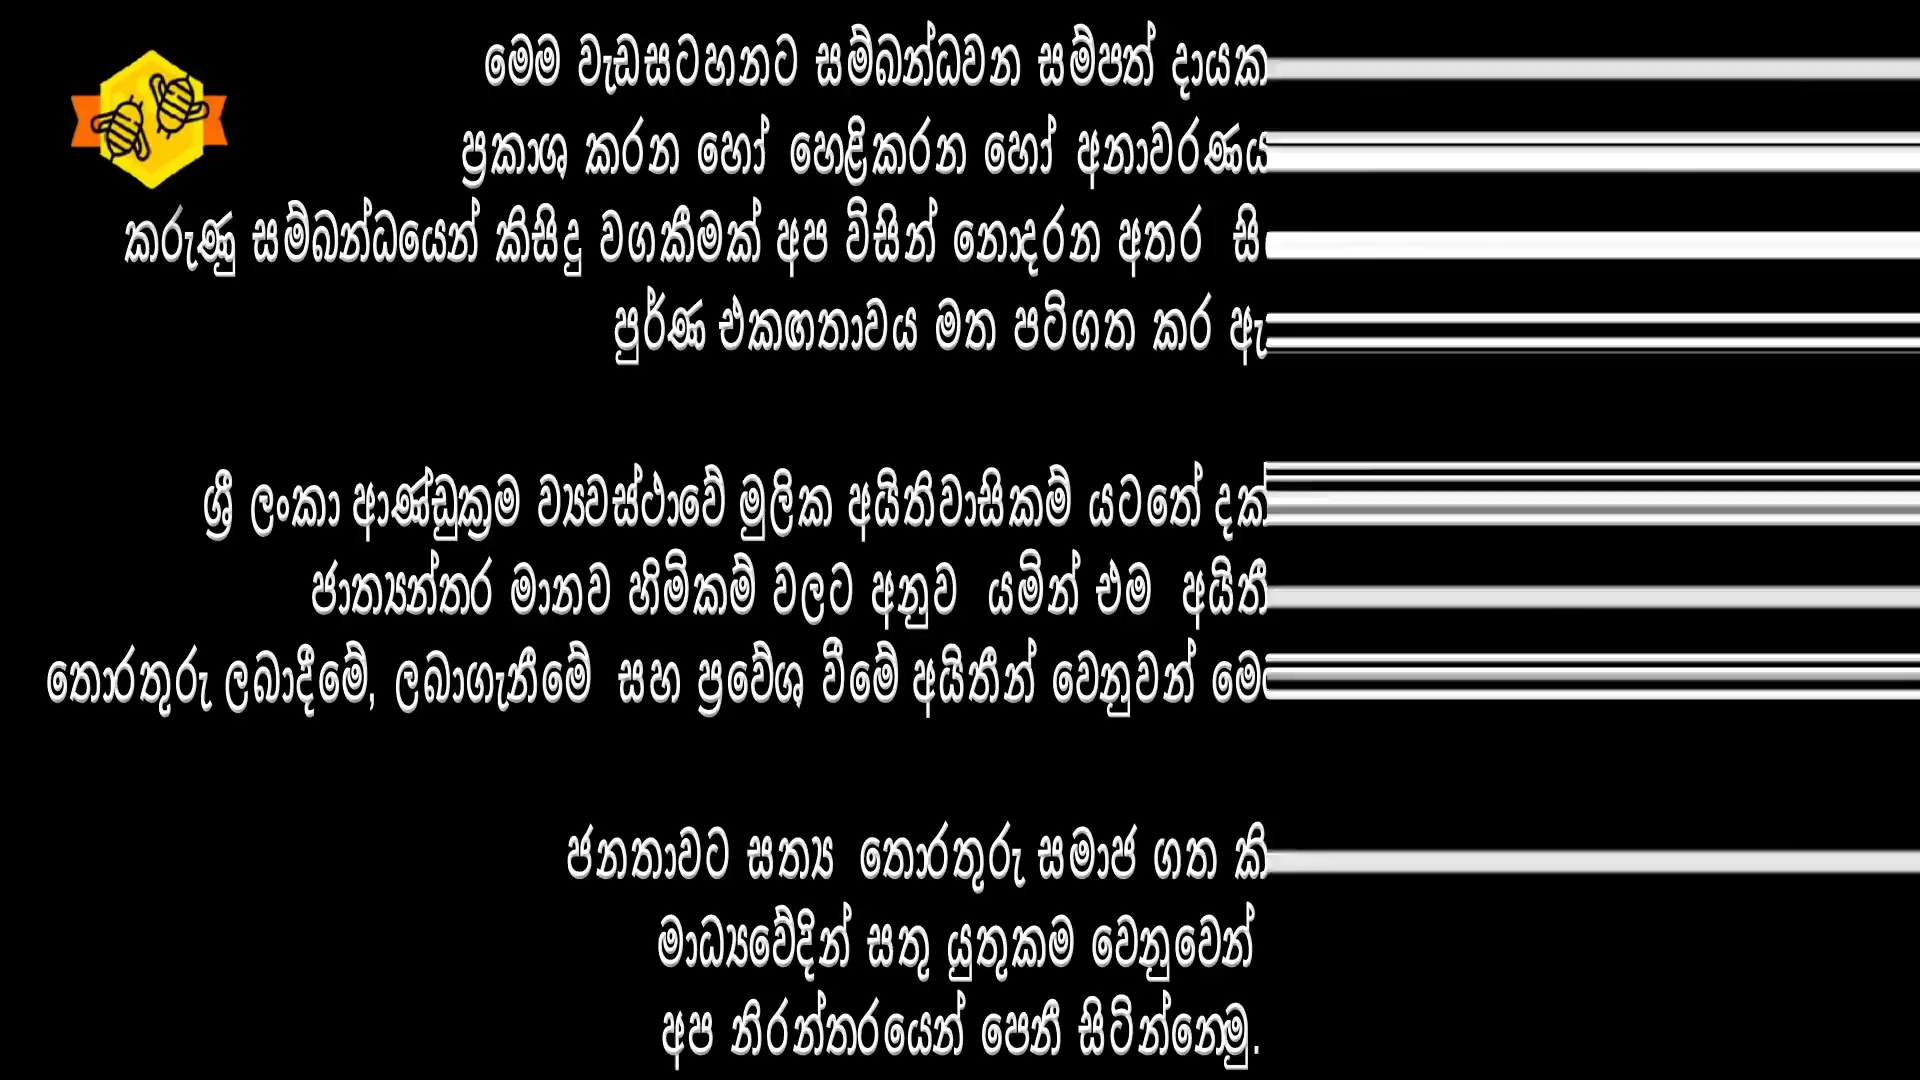 මෙම වැඩසටහනට සම්බන්ධවන සම්පත් දායක
ප්‍රකාශ කරන හෝ හෙළිකරන හෝ අනාවරණය
කරුණු සම්බන්ධයෙන් කිසිදු වගකීමක් අප විසින් නොදරන අතර සි
පුර්ණ එකඟතාවය මත පටිගත කර ඇ
ශ්‍රී ලංකා ආණ්ඩුක්‍රම ව්‍යවස්ථාවේ මුලික අයිතිවාසිකම් යටතේ දක්
ජාත්‍යන්තර මානව හිමිකම් වලට අනුව යමින් එම අයිතී
තොරතුරු ලබාදීමේ, ලබාගැනීමේ සහ ප්‍රවේශ වීමේ අයිතීන් වෙනුවන් මෙ
ජනතාවට සත්‍ය තොරතුරු සමාජ ගත කි
මාධ්‍යවේදින් සතු යුතුකම වෙනුවෙන්
අප නිරන්තරයෙන් පෙනී සිටින්නෙමු.